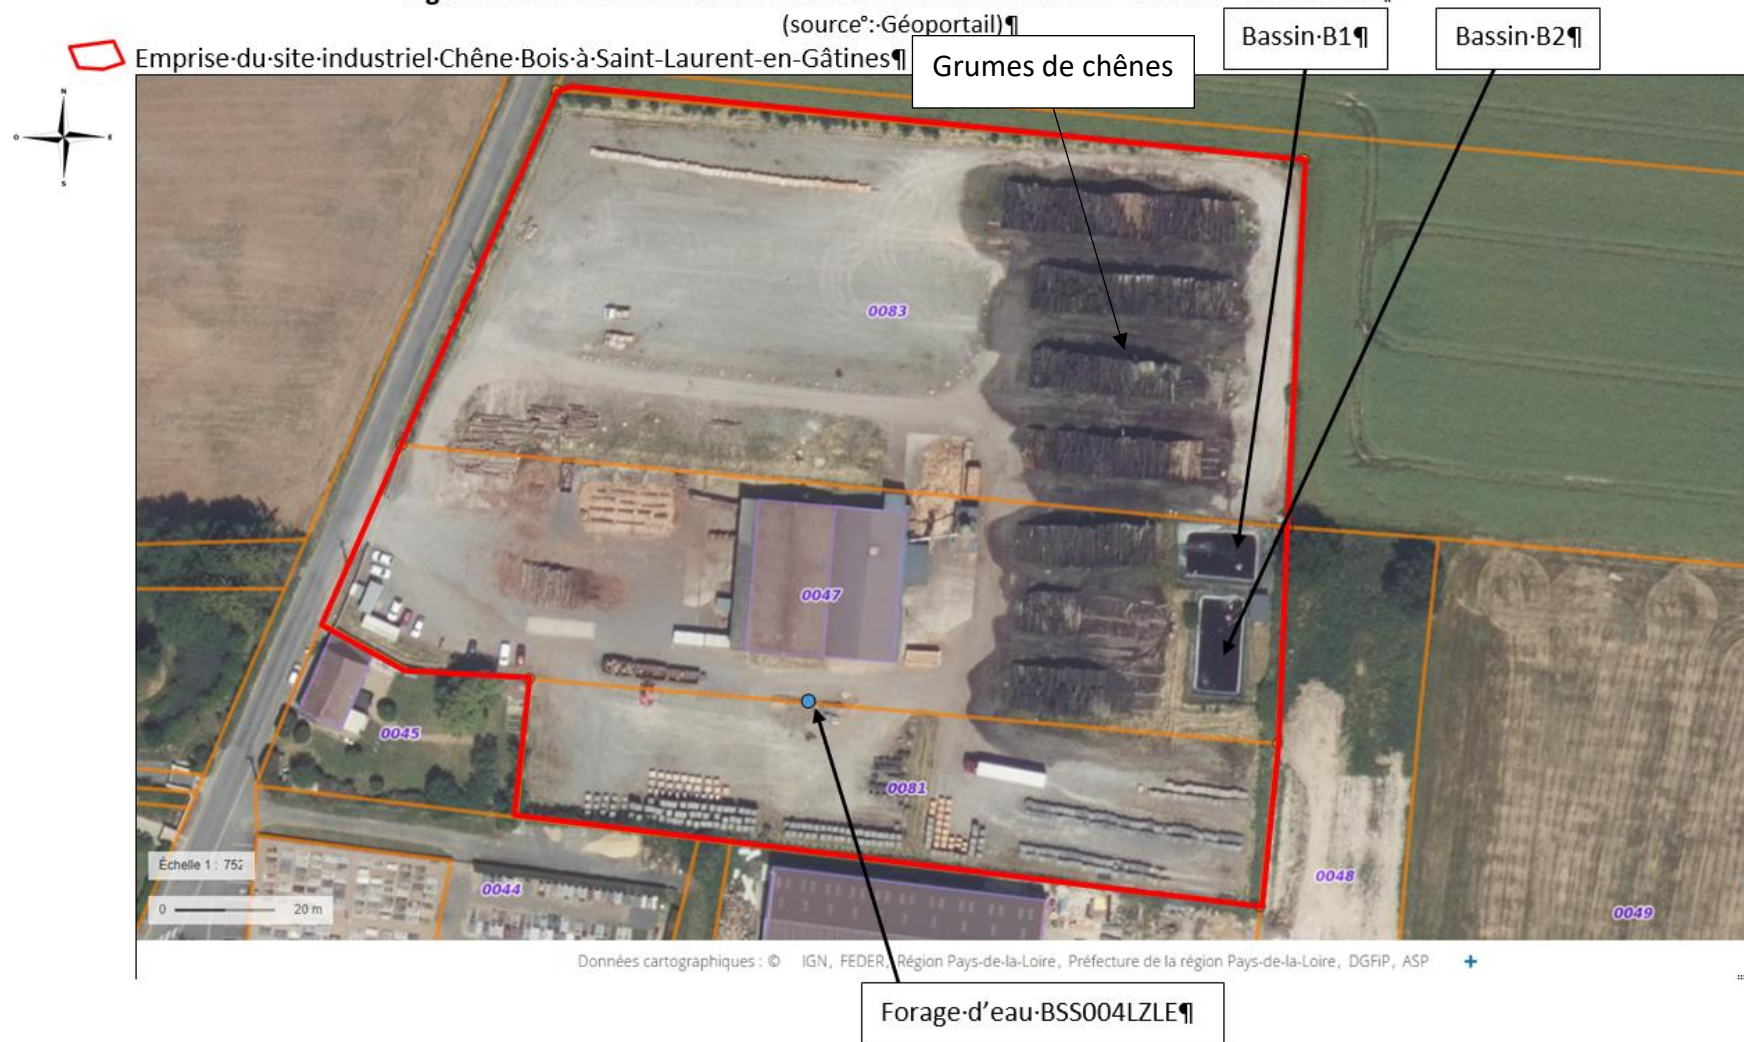 (source°:·Géoportail)¶
Emprise·du·site·industriel·Chêne·Bois·à·Saint-Laurent-en-Gâtines¶
Bassin·B1¶
Bassin·B2¶
Grumes de chênes
N
O
E
S
0083
0047
0045
0081
0044
0048
0049
Échelle 1 : 752
0
20 m
Données cartographiques : © IGN, FEDER, Région Pays-de-la-Loire, Préfecture de la région Pays-de-la-Loire, DGFiP, ASP +
Forage·d’eau·BSS004LZLE¶